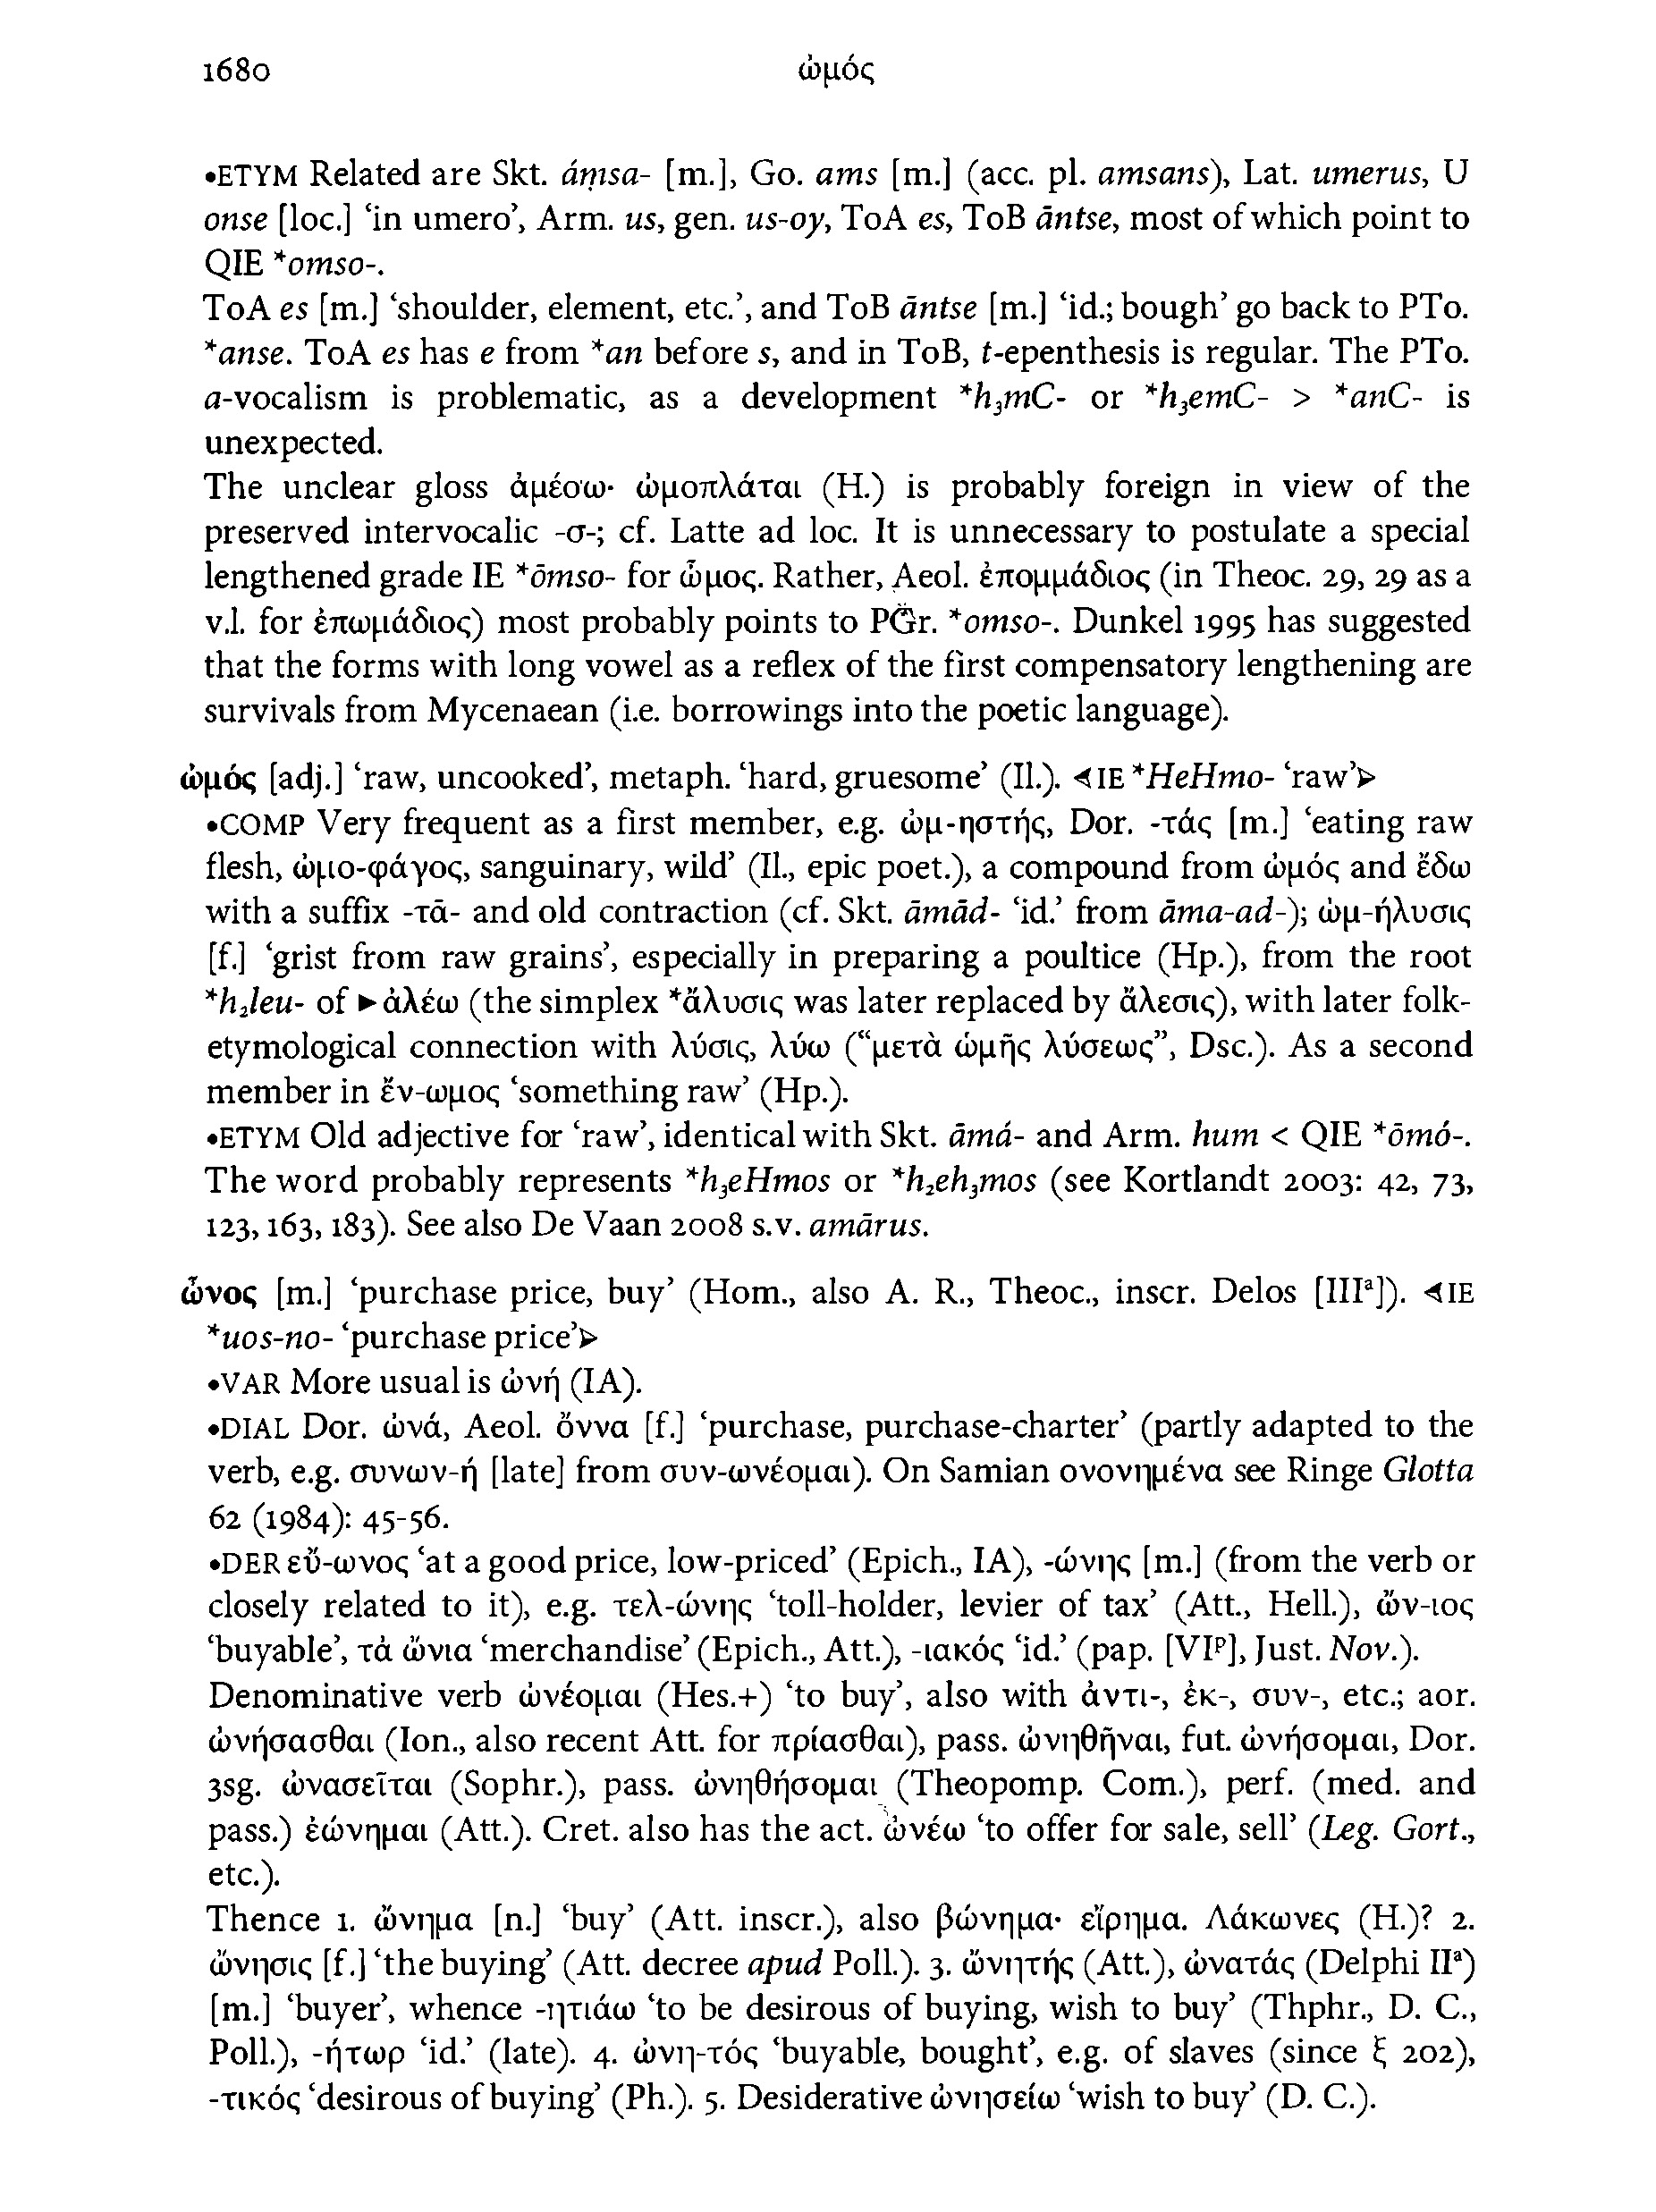 1680 ὠμός
•ETYM Related are Skt. áṃsa- [m.], Go. ams [m.] (acc. pl. amsans), Lat. umerus, U
onse [loc.] ‘in umero’, Arm. us, gen. us-oy, ToA es, ToB āntse, most of which point to
QIE *omso-.
ToA es [m.] ‘shoulder, element, etc.’, and ToB āntse [m.] ‘id.; bough’ go back to PTo.
*anse. ToA es has e from *an before s, and in ToB, t-epenthesis is regular. The PTo.
a-vocalism is problematic, as a development *h₃mC- or *h₃emC- > *anC- is
unexpected.
The unclear gloss ἀμέσω· ὠμοπλάται (H.) is probably foreign in view of the
preserved intervocalic -σ-; cf. Latte ad loc. It is unnecessary to postulate a special
lengthened grade IE *ōmso- for ὦμος. Rather, Aeol. ἐπομμάδιος (in Theoc. 29, 29 as a
v.l. for ἐπωμάδιος) most probably points to PGr. *omso-. Dunkel 1995 has suggested
that the forms with long vowel as a reflex of the first compensatory lengthening are
survivals from Mycenaean (i.e. borrowings into the poetic language).
ὠμός [adj.] ‘raw, uncooked’, metaph. ‘hard, gruesome’ (Il.). ⊰IE *HeHmo- ‘raw’⊱
•COMP Very frequent as a first member, e.g. ὠμ-ηστής, Dor. -τάς [m.] ‘eating raw
flesh, ὠμο-φάγος, sanguinary, wild’ (Il., epic poet.), a compound from ὠμός and ἔδω
with a suffix -τᾱ- and old contraction (cf. Skt. āmād- ‘id.’ from āma-ad-); ὠμ-ήλυσις
[f.] ‘grist from raw grains’, especially in preparing a poultice (Hp.), from the root
*h₂leu- of ►ἀλέω (the simplex *ἄλυσις was later replaced by ἄλεσις), with later folk-
etymological connection with λύσις, λύω (“μετὰ ὠμῆς λύσεως”, Dsc.). As a second
member in ἔν-ωμος ‘something raw’ (Hp.).
•ETYM Old adjective for ‘raw’, identical with Skt. āmá- and Arm. hum < QIE *ōmó-.
The word probably represents *h₃eHmos or *h₂eh₃mos (see Kortlandt 2003: 42, 73,
123, 163, 183). See also De Vaan 2008 s.v. amārus.
ὦνος [m.] ‘purchase price, buy’ (Hom., also A. R., Theoc., inscr. Delos [IIIᵃ]). ⊰IE
*uos-no- ‘purchase price’⊱
•VAR More usual is ὠνή (IA).
•DIAL Dor. ὠνά, Aeol. ὄννα [f.] ‘purchase, purchase-charter’ (partly adapted to the
verb, e.g. συνων-ή [late] from συν-ωνέομαι). On Samian ονονημένα see Ringe Glotta
62 (1984): 45-56.
•DER εὔ-ωνος ‘at a good price, low-priced’ (Epich., IA), -ώνης [m.] (from the verb or
closely related to it), e.g. τελ-ώνης ‘toll-holder, levier of tax’ (Att., Hell.), ὤν-ιος
‘buyable’, τὰ ὤνια ‘merchandise’ (Epich., Att.), -ιακός ‘id.’ (pap. [VIᵖ], Just. Nov.).
Denominative verb ὠνέομαι (Hes.+) ‘to buy’, also with ἀντι-, ἐκ-, συν-, etc.; aor.
ὠνήσασθαι (Ion., also recent Att. for πρίασθαι), pass. ὠνηθῆναι, fut. ὠνήσομαι, Dor.
3sg. ὠνασεῖται (Sophr.), pass. ὠνηθήσομαι (Theopomp. Com.), perf. (med. and
pass.) ἐώνημαι (Att.). Cret. also has the act. ὠνέω ‘to offer for sale, sell’ (Leg. Gort.,
etc.).
Thence 1. ὤνημα [n.] ‘buy’ (Att. inscr.), also βώνημα· εἴρημα. Λάκωνες (H.)? 2.
ὤνησις [f.] ‘the buying’ (Att. decree apud Poll.). 3. ὤνητής (Att.), ὠνατάς (Delphi IIᵃ)
[m.] ‘buyer’, whence -ητιάω ‘to be desirous of buying, wish to buy’ (Thphr., D. C.,
Poll.), -ήτωρ ‘id.’ (late). 4. ὠνη-τός ‘buyable, bought’, e.g. of slaves (since ξ 202),
-τικός ‘desirous of buying’ (Ph.). 5. Desiderative ὠνησείω ‘wish to buy’ (D. C.).